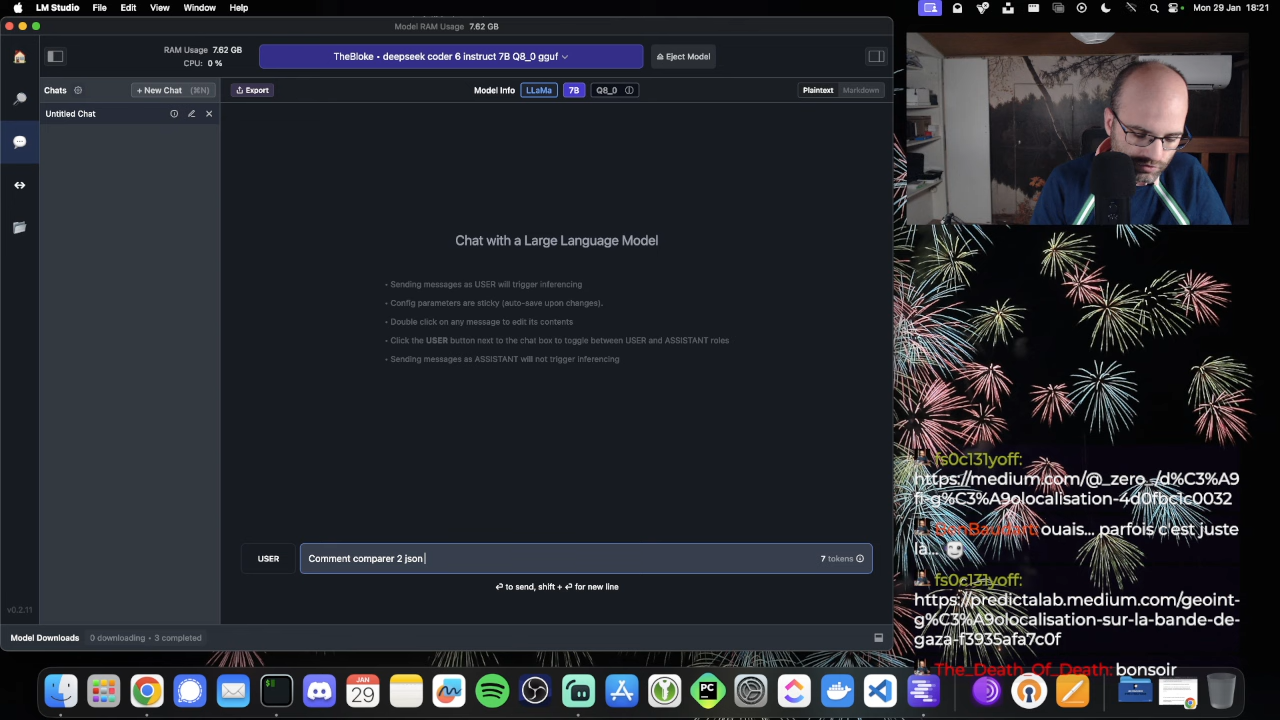 LM Studio File Edit View Window Help
Mon 29 Jan 18:21
Model RAM Usage 7.62 GB
RAM Usage 7.62 GB
CPU: 0 %
TheBloke • deepseek coder 6 instruct 7B Q8_0 gguf
Eject Model
Chats
+ New Chat (⌘N)
Export
Model Info LLaMa 7B Q8_0
Plaintext Markdown
Untitled Chat
Chat with a Large Language Model
• Sending messages as USER will trigger inferencing
• Config parameters are sticky (auto-save upon changes).
• Double click on any message to edit its contents
• Click the USER button next to the chat box to toggle between USER and ASSISTANT roles
• Sending messages as ASSISTANT will not trigger inferencing
USER
Comment comparer 2 json
7 tokens
⏎ to send, shift + ⏎ for new line
v0.2.11
Model Downloads 0 downloading • 3 completed
fs0c131yoff:
https://medium.com/@_zero_/d%C3%A9
fi-g%C3%A9olocalisation-4d0fbc1c0032
ouais... parfois c'est juste
là...
fs0c131yoff:
https://predictalab.medium.com/geoint-
g%C3%A9olocalisation-sur-la-bande-de-
gaza-f3935afa7c0f
The_Death_Of_Death: bonsoir
JAN
29
PC